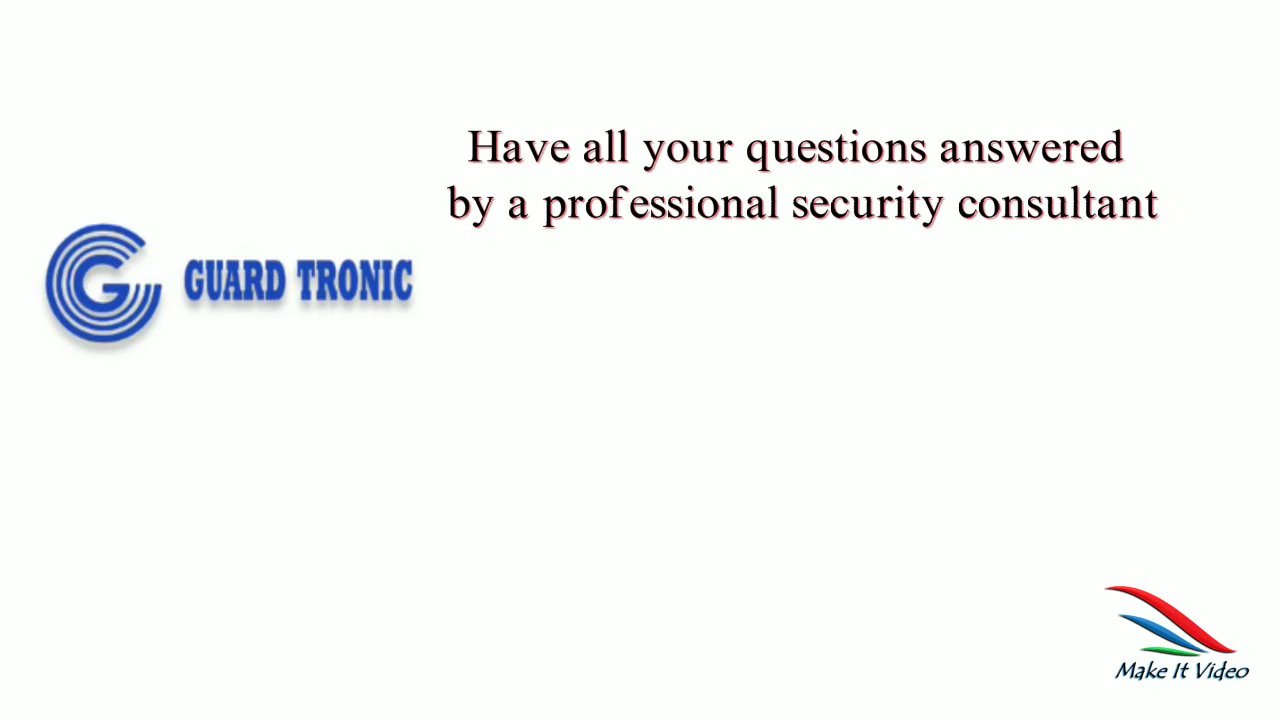 Have all your questions answered
by a professional security consultant
G GUARD TRONIC
Make It Video